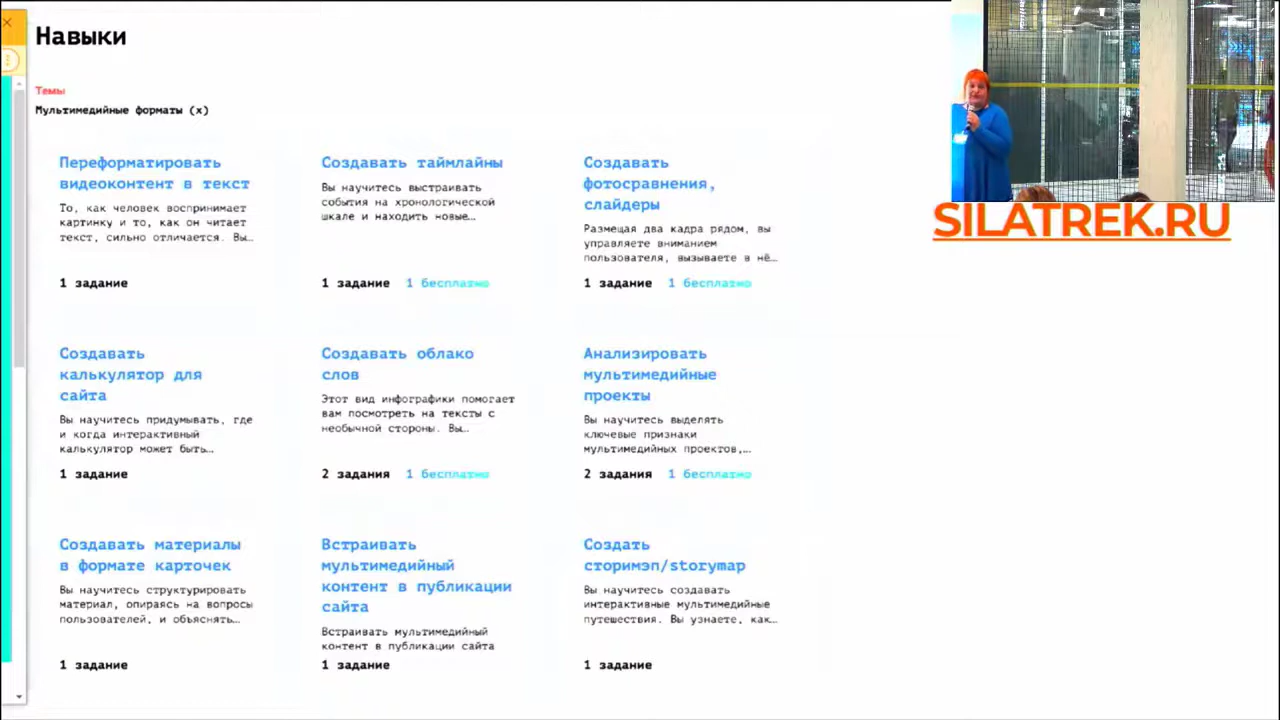 Навыки
Темы
Мультимедийные форматы (x)
Переформатировать
видеоконтент в текст
То, как человек воспринимает
картинку и то, как он читает
текст, сильно отличается. Вы…
1 задание
Создавать таймлайны
Вы научитесь выстраивать
события на хронологической
шкале и находить новые…
1 задание 1 бесплатно
Создавать
фотосравнения,
слайдеры
Размещая два кадра рядом, вы
управляете вниманием
пользователя, вызываете в нём…
1 задание 1 бесплатно
Создавать
калькулятор для
сайта
Вы научитесь придумывать, где
и когда интерактивный
калькулятор может быть…
1 задание
Создавать облако
слов
Этот вид инфографики помогает
вам посмотреть на тексты с
необычной стороны. Вы…
2 задания 1 бесплатно
Анализировать
мультимедийные
проекты
Вы научитесь выделять
ключевые признаки
мультимедийных проектов,…
2 задания 1 бесплатно
Создавать материалы
в формате карточек
Вы научитесь структурировать
материал, опираясь на вопросы
пользователей, и объяснять…
1 задание
Встраивать
мультимедийный
контент в публикации
сайта
Встраивать мультимедийный
контент в публикации сайта
1 задание
Создать
сторимэп/storymap
Вы научитесь создавать
интерактивные мультимедийные
путешествия. Вы узнаете, как…
1 задание
SILATREK.RU